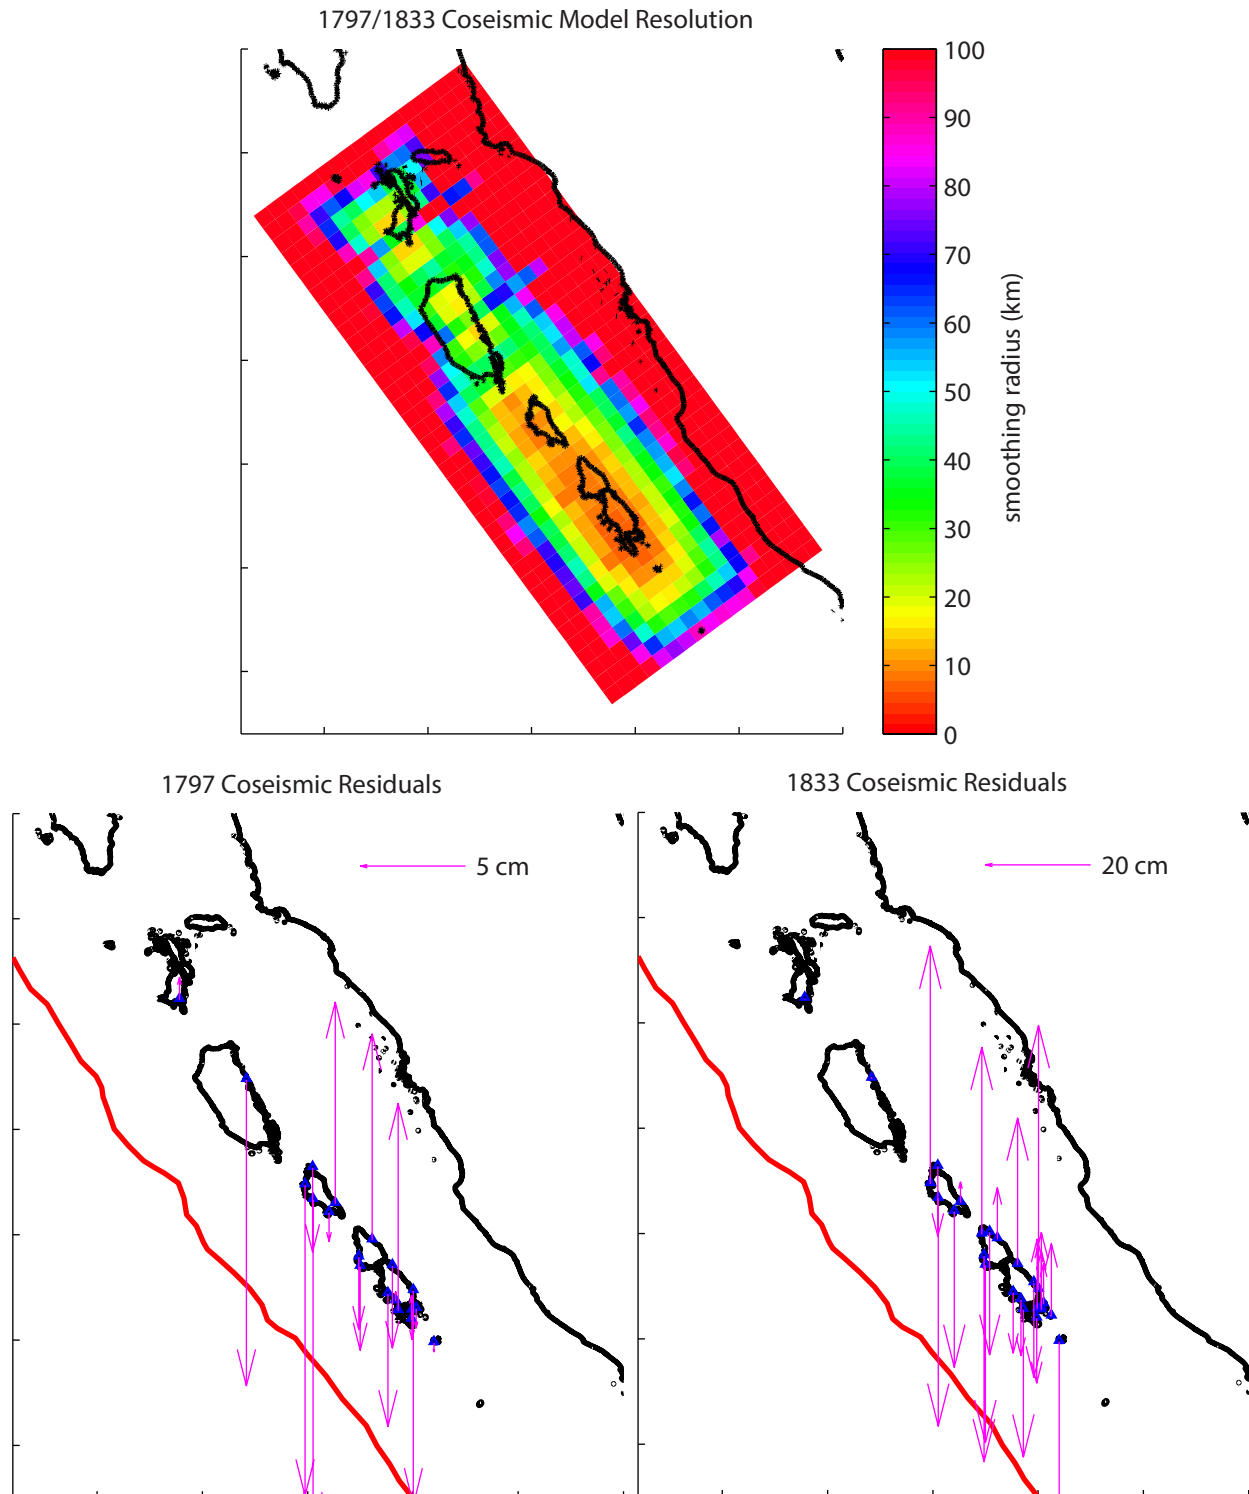 1797/1833 Coseismic Model Resolution
100
90
80
70
60
50
40
30
20
10
0
smoothing radius (km)
1797 Coseismic Residuals
5 cm
1833 Coseismic Residuals
20 cm